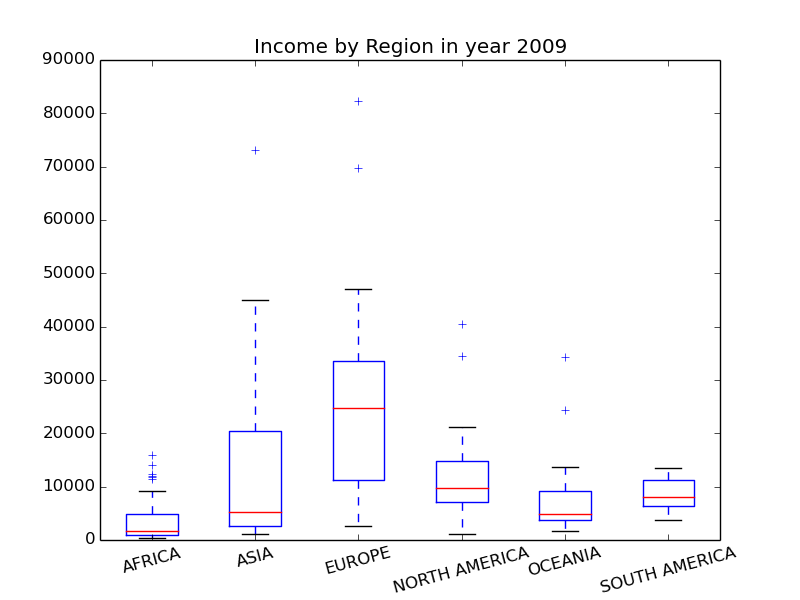 Income by Region in year 2009
90000
80000
70000
60000
50000
40000
30000
20000
10000
0
AFRICA
ASIA
EUROPE
NORTH AMERICA
OCEANIA
SOUTH AMERICA